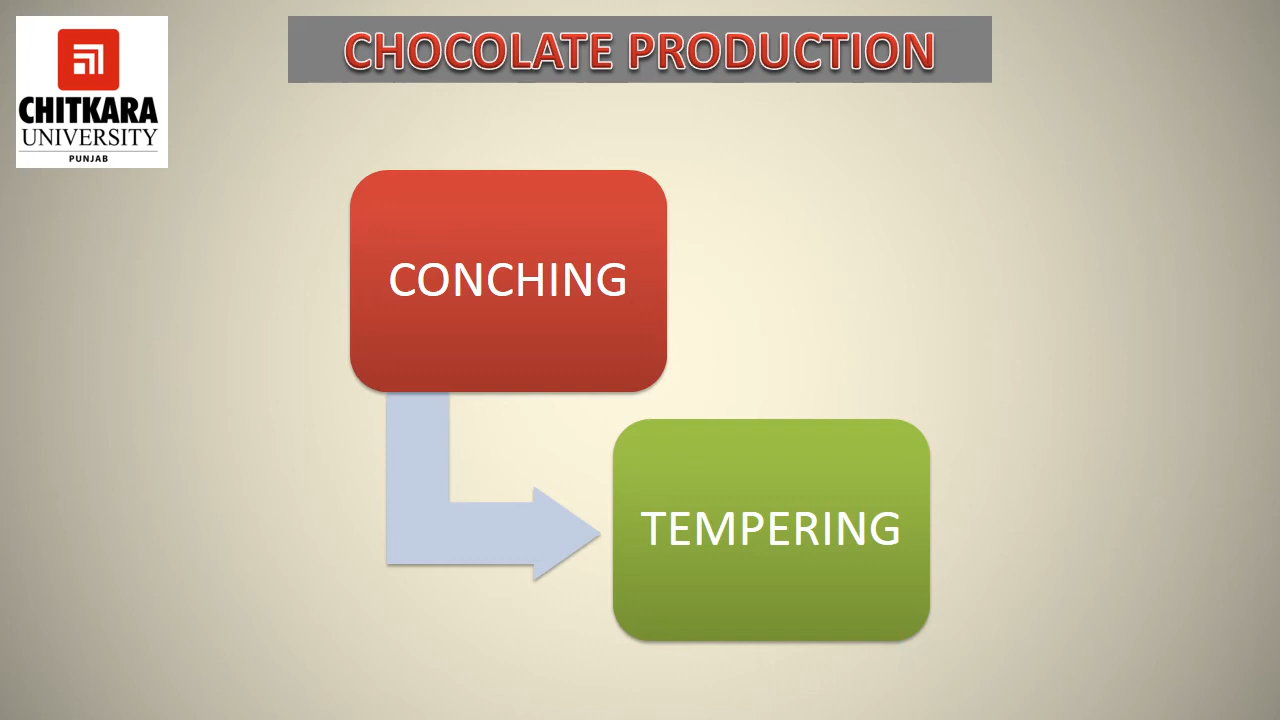 CHOCOLATE PRODUCTION
CHITKARA
UNIVERSITY
PUNJAB
CONCHING
TEMPERING